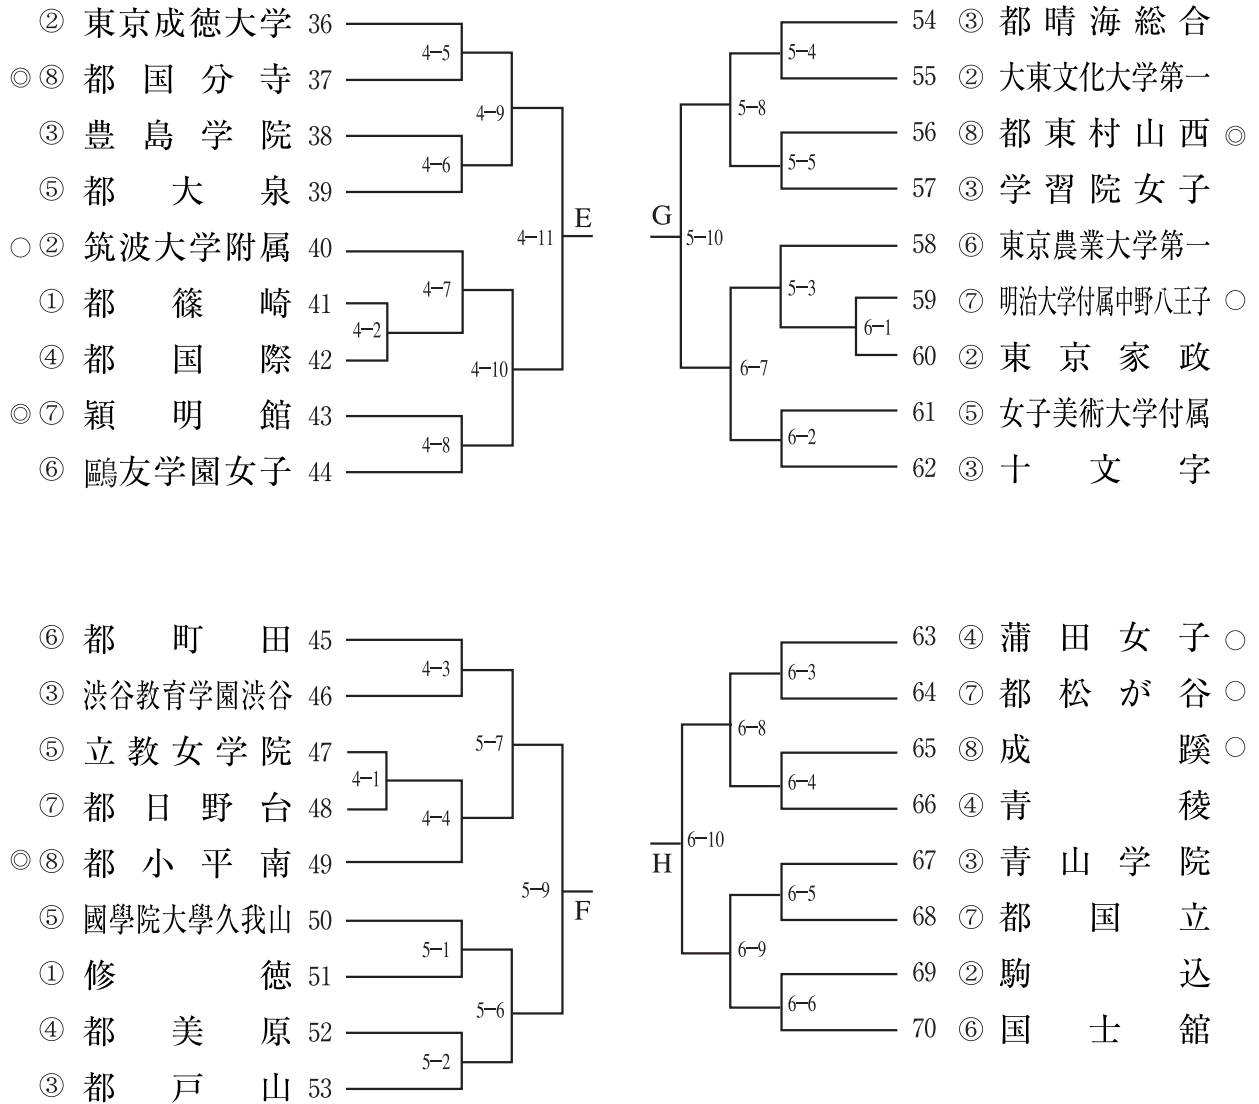 ② 東京成徳大学 36
◎ ⑧ 都国分寺 37
4−5
③ 豊島学院 38
⑤ 都大泉 39
4−6
4−9
○ ② 筑波大学附属 40
① 都篠崎 41
④ 都国際 42
4−2
4−7
◎ ⑦ 穎明館 43
⑥ 鷗友学園女子 44
4−8
4−10
4−11
E
54 ③ 都晴海総合
55 ② 大東文化大学第一
5−4
56 ⑧ 都東村山西 ◎
57 ③ 学習院女子
5−5
5−8
58 ⑥ 東京農業大学第一
59 ⑦ 明治大学付属中野八王子 ○
60 ② 東京家政
6−1
5−3
61 ⑤ 女子美術大学付属
62 ③ 十文字
6−2
6−7
5−10
G
⑥ 都町田 45
③ 渋谷教育学園渋谷 46
4−3
⑤ 立教女学院 47
⑦ 都日野台 48
4−1
◎ ⑧ 都小平南 49
4−4
5−7
⑤ 國學院大學久我山 50
① 修徳 51
5−1
④ 都美原 52
③ 都戸山 53
5−2
5−6
5−9
F
63 ④ 蒲田女子 ○
64 ⑦ 都松が谷 ○
6−3
65 ⑧ 成蹊 ○
66 ④ 青稜
6−4
6−8
67 ③ 青山学院
68 ⑦ 都国立
6−5
69 ② 駒込
70 ⑥ 国士舘
6−6
6−9
6−10
H